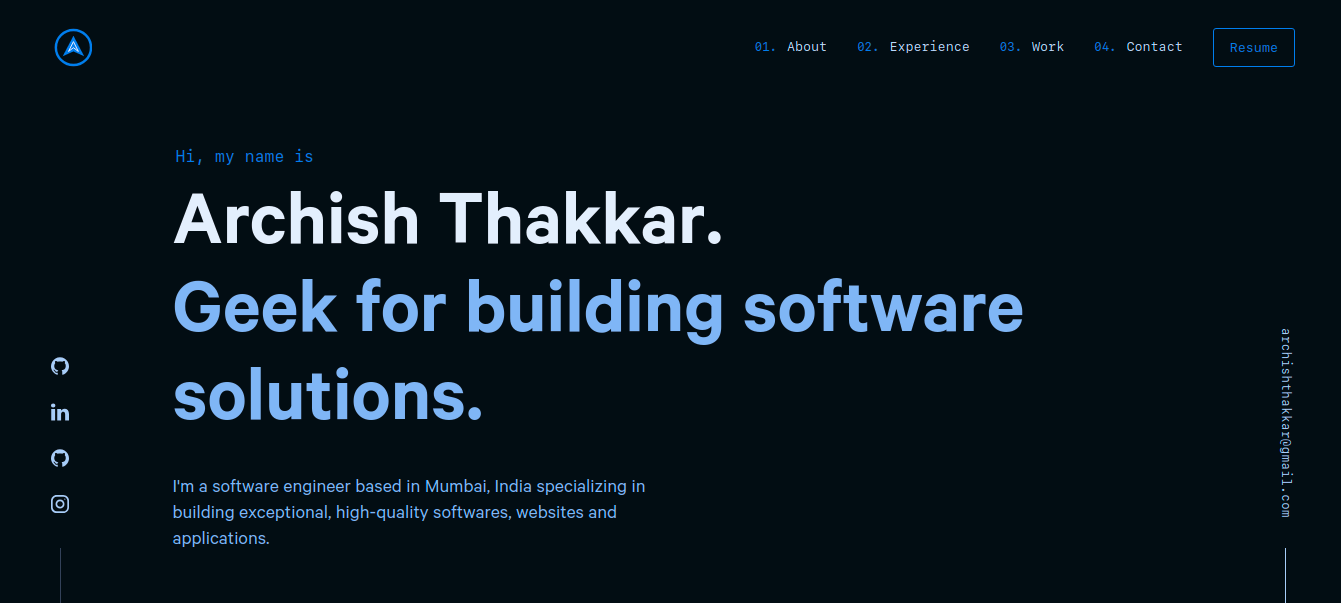 01. About 02. Experience 03. Work 04. Contact Resume
Hi, my name is
Archish Thakkar.
Geek for building software
solutions.
I'm a software engineer based in Mumbai, India specializing in
building exceptional, high-quality softwares, websites and
applications.
archishthakkar@gmail.com